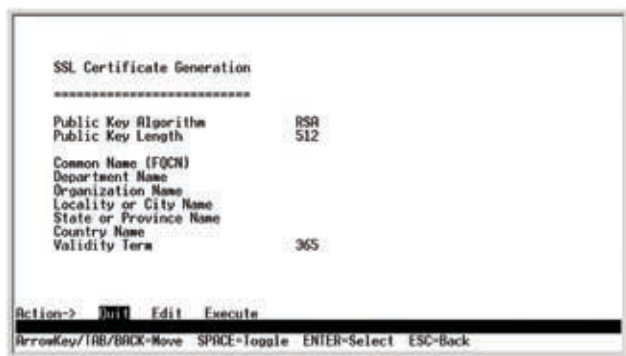 SSL Certificate Generation
==========================
Public Key Algorithm RSA
Public Key Length 512
Common Name (FQCN)
Department Name
Organization Name
Locality or City Name
State or Province Name
Country Name
Validity Term 365
Action-> Quit Edit Execute
ArrowKey/TAB/BACK=Move SPACE=Toggle ENTER=Select ESC=Back